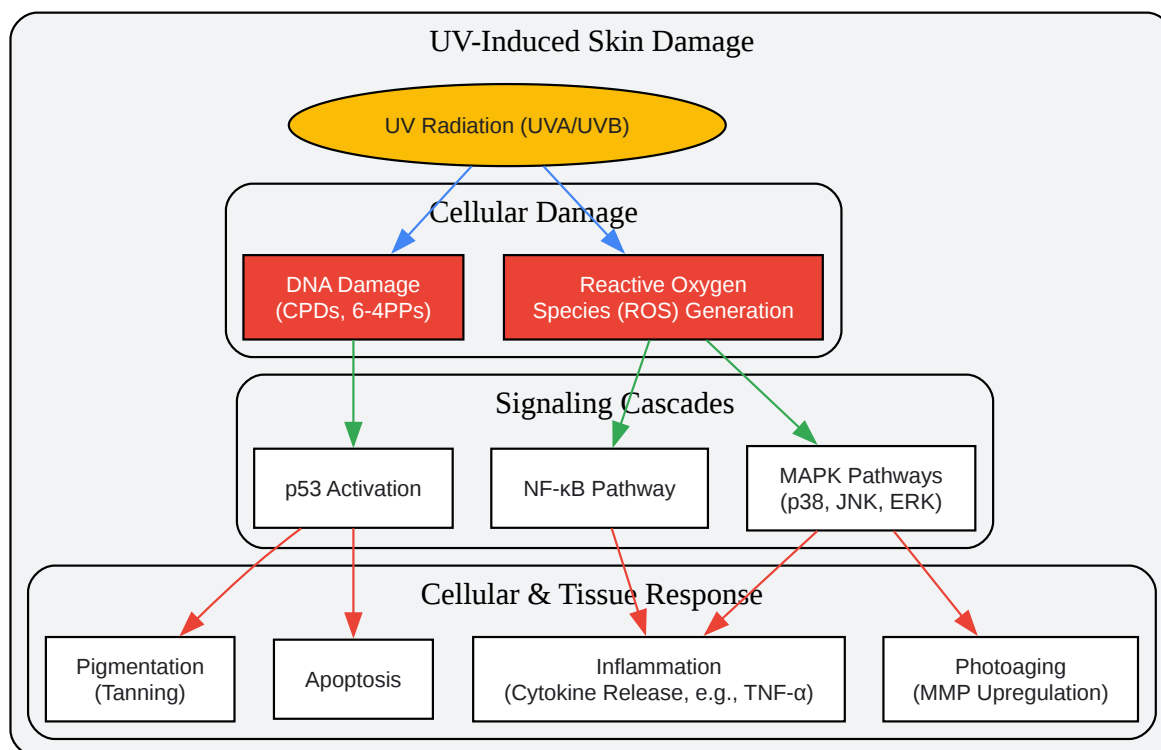 UV-Induced Skin Damage
UV Radiation (UVA/UVB)
Cellular Damage
DNA Damage
(CPDs, 6-4PPs)
Reactive Oxygen
Species (ROS) Generation
Signaling Cascades
p53 Activation
NF-κB Pathway
MAPK Pathways
(p38, JNK, ERK)
Cellular & Tissue Response
Pigmentation
(Tanning)
Apoptosis
Inflammation
(Cytokine Release, e.g., TNF-α)
Photoaging
(MMP Upregulation)